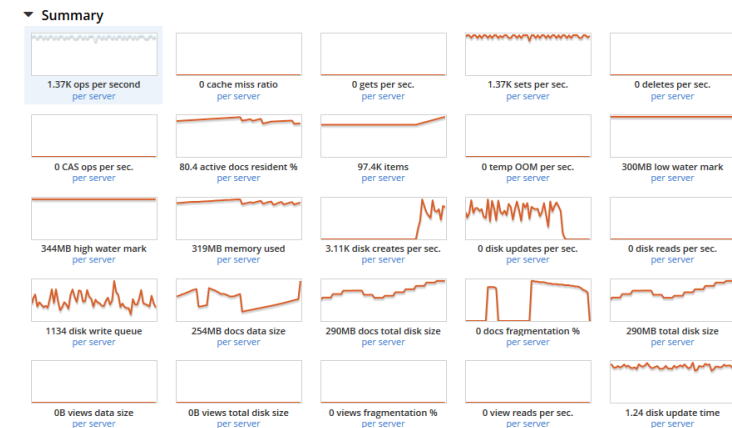 Summary
1.37K ops per second
per server
0 cache miss ratio
per server
0 gets per sec.
per server
1.37K sets per sec.
per server
0 deletes per sec.
per server
0 CAS ops per sec.
per server
80.4 active docs resident %
per server
97.4K items
per server
0 temp OOM per sec.
per server
300MB low water mark
per server
344MB high water mark
per server
319MB memory used
per server
3.11K disk creates per sec.
per server
0 disk updates per sec.
per server
0 disk reads per sec.
per server
1134 disk write queue
per server
254MB docs data size
per server
290MB docs total disk size
per server
0 docs fragmentation %
per server
290MB total disk size
per server
0B views data size
per server
0B views total disk size
per server
0 views fragmentation %
per server
0 view reads per sec.
per server
1.24 disk update time
per server